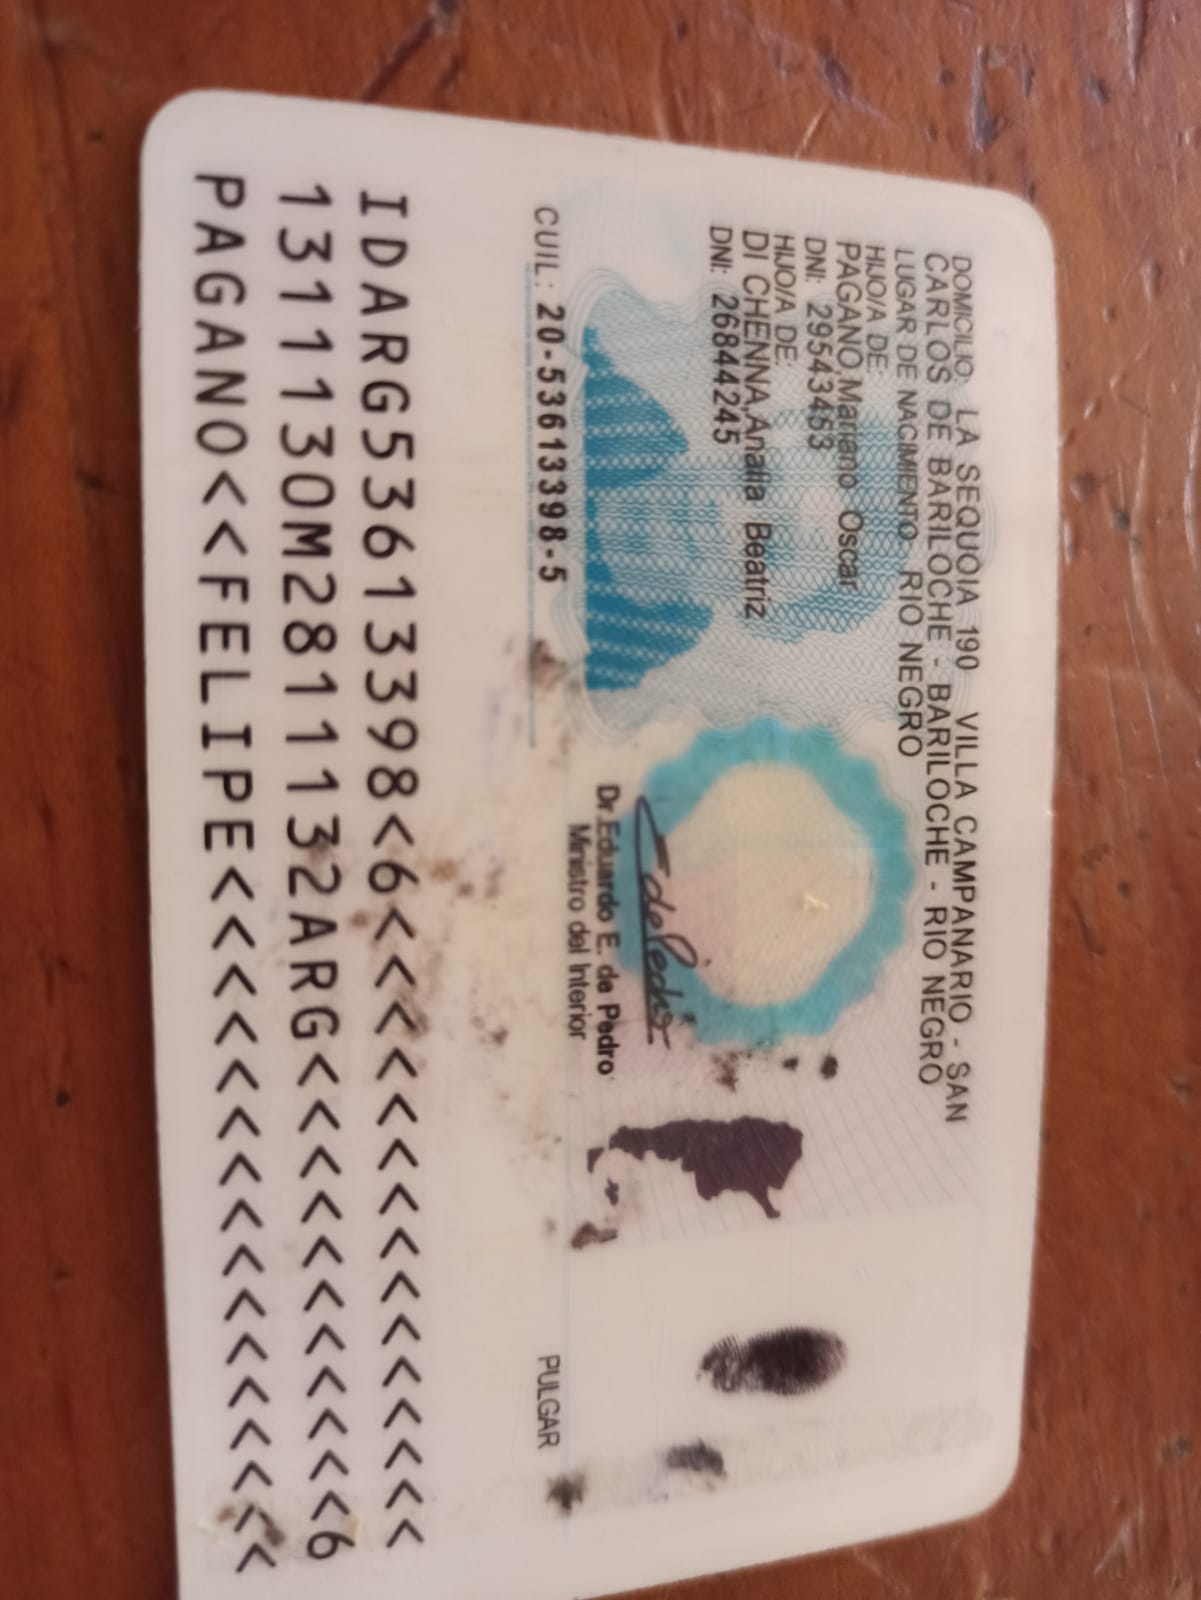 DOMICILIO: LA SEQUOIA 190 VILLA CAMPANARIO - SAN
CARLOS DE BARILOCHE - BARILOCHE - RIO NEGRO
LUGAR DE NACIMIENTO: RIO NEGRO
HIJO/A DE:
PAGANO,Mariano Oscar
DNI: 29543453
HIJO/A DE:
DI CHENNA,Analia Beatriz
DNI: 26844245
CUIL: 20-53613398-5
Dr.Eduardo E. de Pedro
Ministro del Interior
PULGAR
IDARG53613398<6<<<<<<<<<<<<<<<
1311130M2811132ARG<<<<<<<<<<<6
PAGANO<<FELIPE<<<<<<<<<<<<<<<<